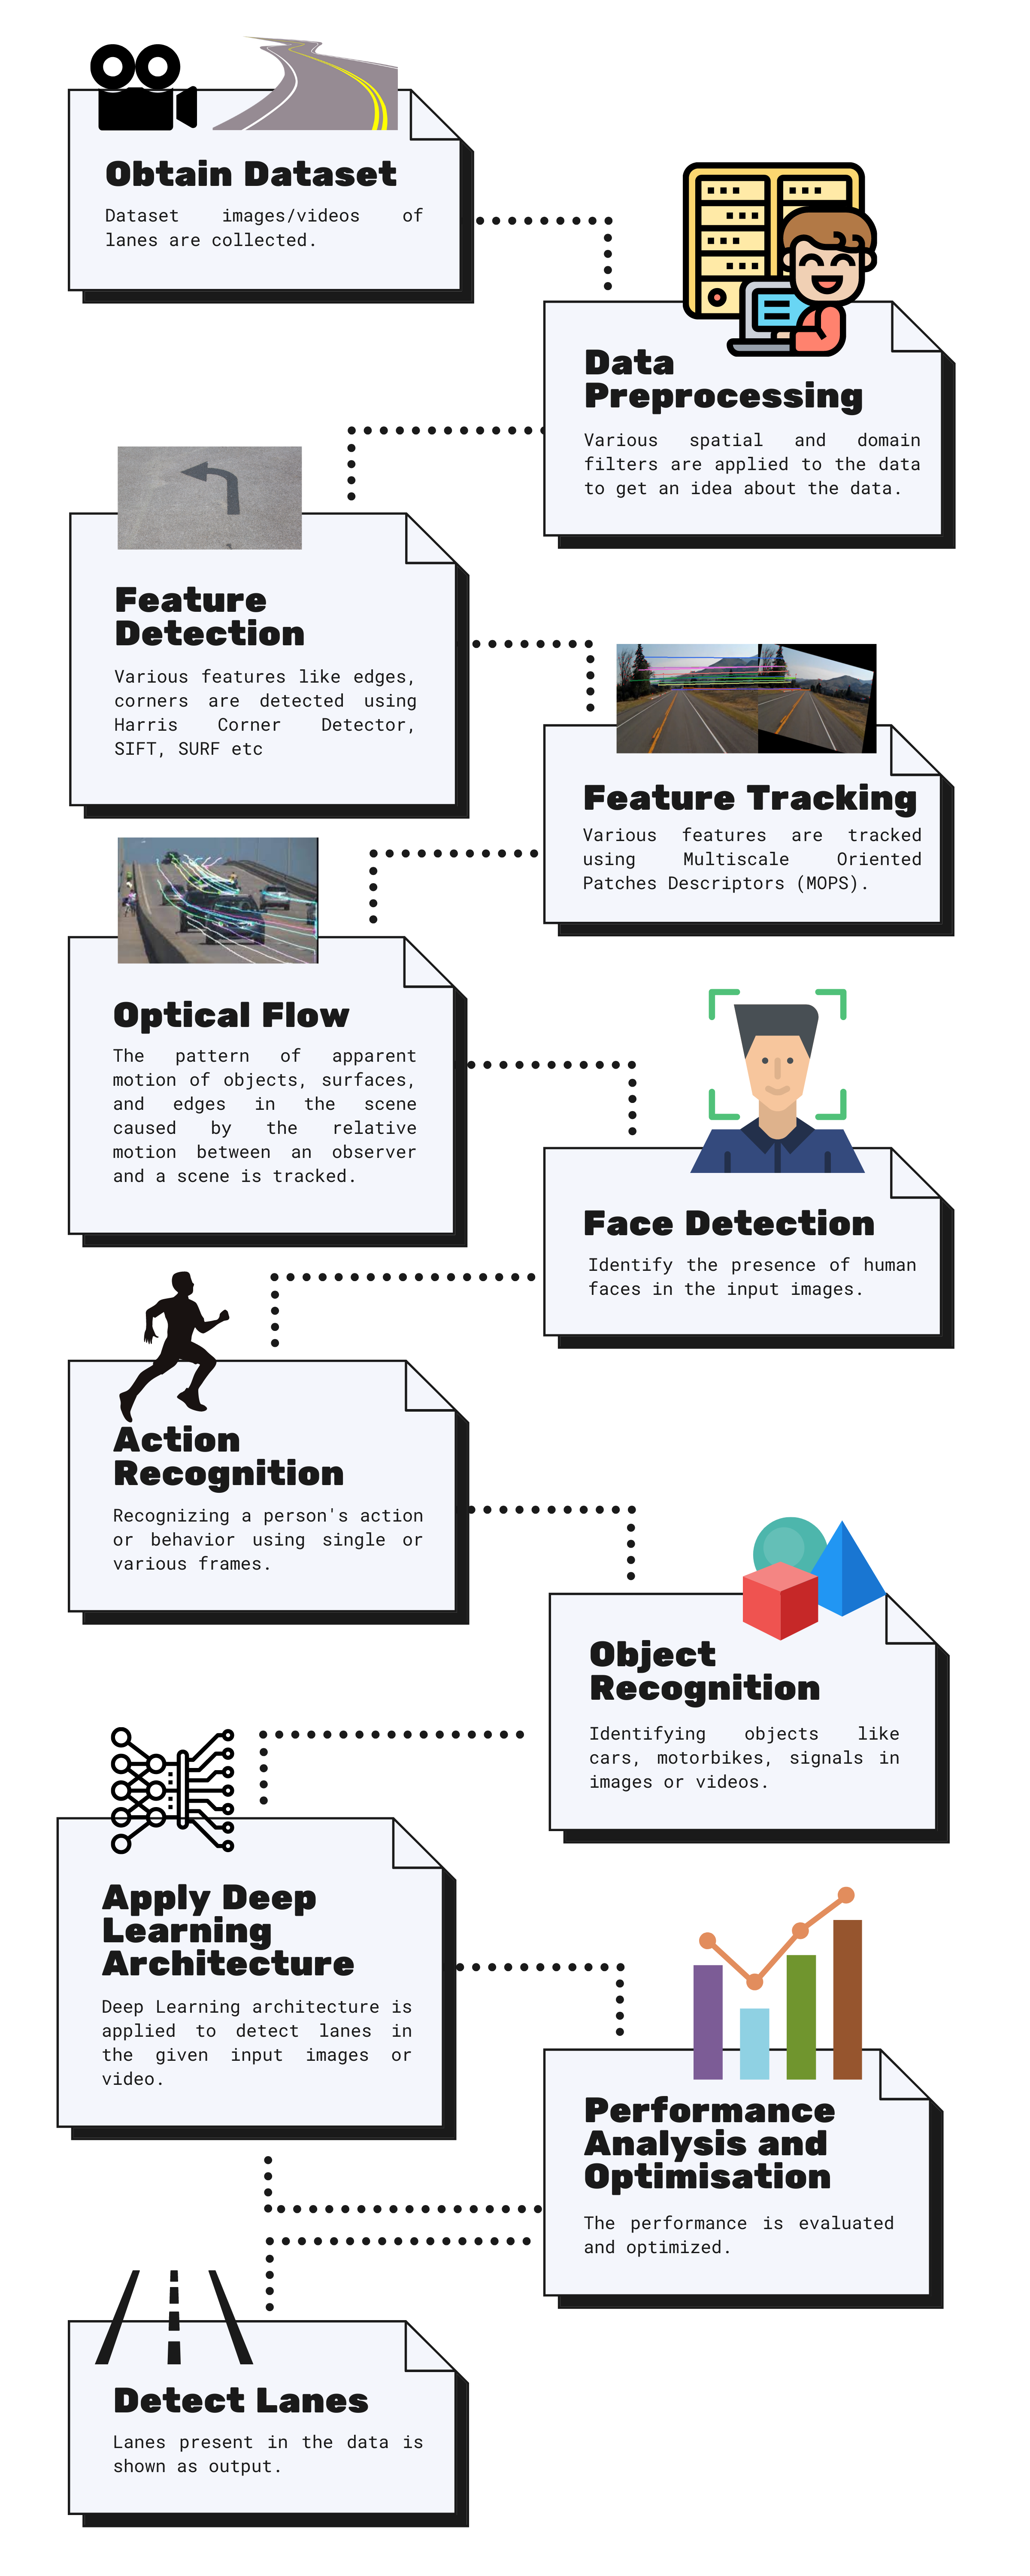 Obtain Dataset
Dataset images/videos of
lanes are collected.
Data
Preprocessing
Various spatial and domain
filters are applied to the data
to get an idea about the data.
Feature
Detection
Various features like edges,
corners are detected using
Harris Corner Detector,
SIFT, SURF etc
Feature Tracking
Various features are tracked
using Multiscale Oriented
Patches Descriptors (MOPS).
Optical Flow
The pattern of apparent
motion of objects, surfaces,
and edges in the scene
caused by the relative
motion between an observer
and a scene is tracked.
Face Detection
Identify the presence of human
faces in the input images.
Action
Recognition
Recognizing a person's action
or behavior using single or
various frames.
Object
Recognition
Identifying objects like
cars, motorbikes, signals in
images or videos.
Apply Deep
Learning
Architecture
Deep Learning architecture is
applied to detect lanes in
the given input images or
video.
Performance
Analysis and
Optimisation
The performance is evaluated
and optimized.
Detect Lanes
Lanes present in the data is
shown as output.